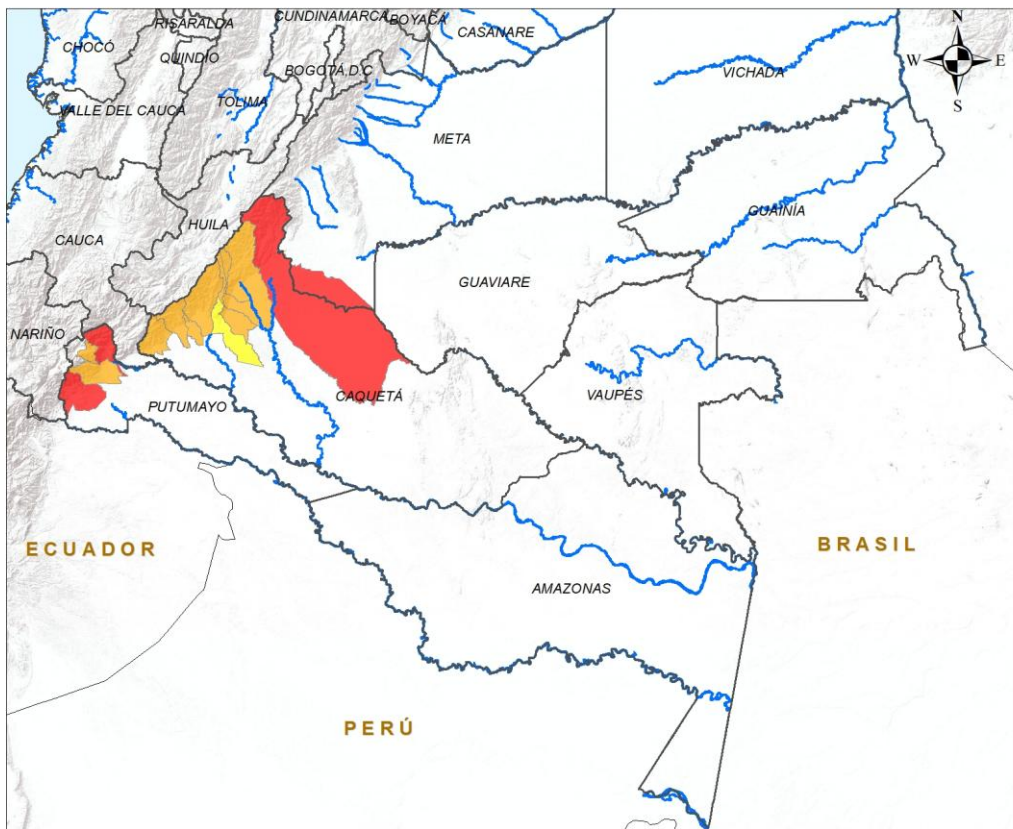 CUNDINAMARCA
BOYACÁ
RISARALDA
CASANARE
N
CHOCÓ
QUINDIO
W
E
BOGOTÁ, D.C
VICHADA
S
TOLIMA
VALLE DEL CAUCA
META
GUAINÍA
HUILA
CAUCA
GUAVIARE
NARIÑO
CAQUETÁ
VAUPÉS
PUTUMAYO
ECUADOR
BRASIL
AMAZONAS
PERÚ